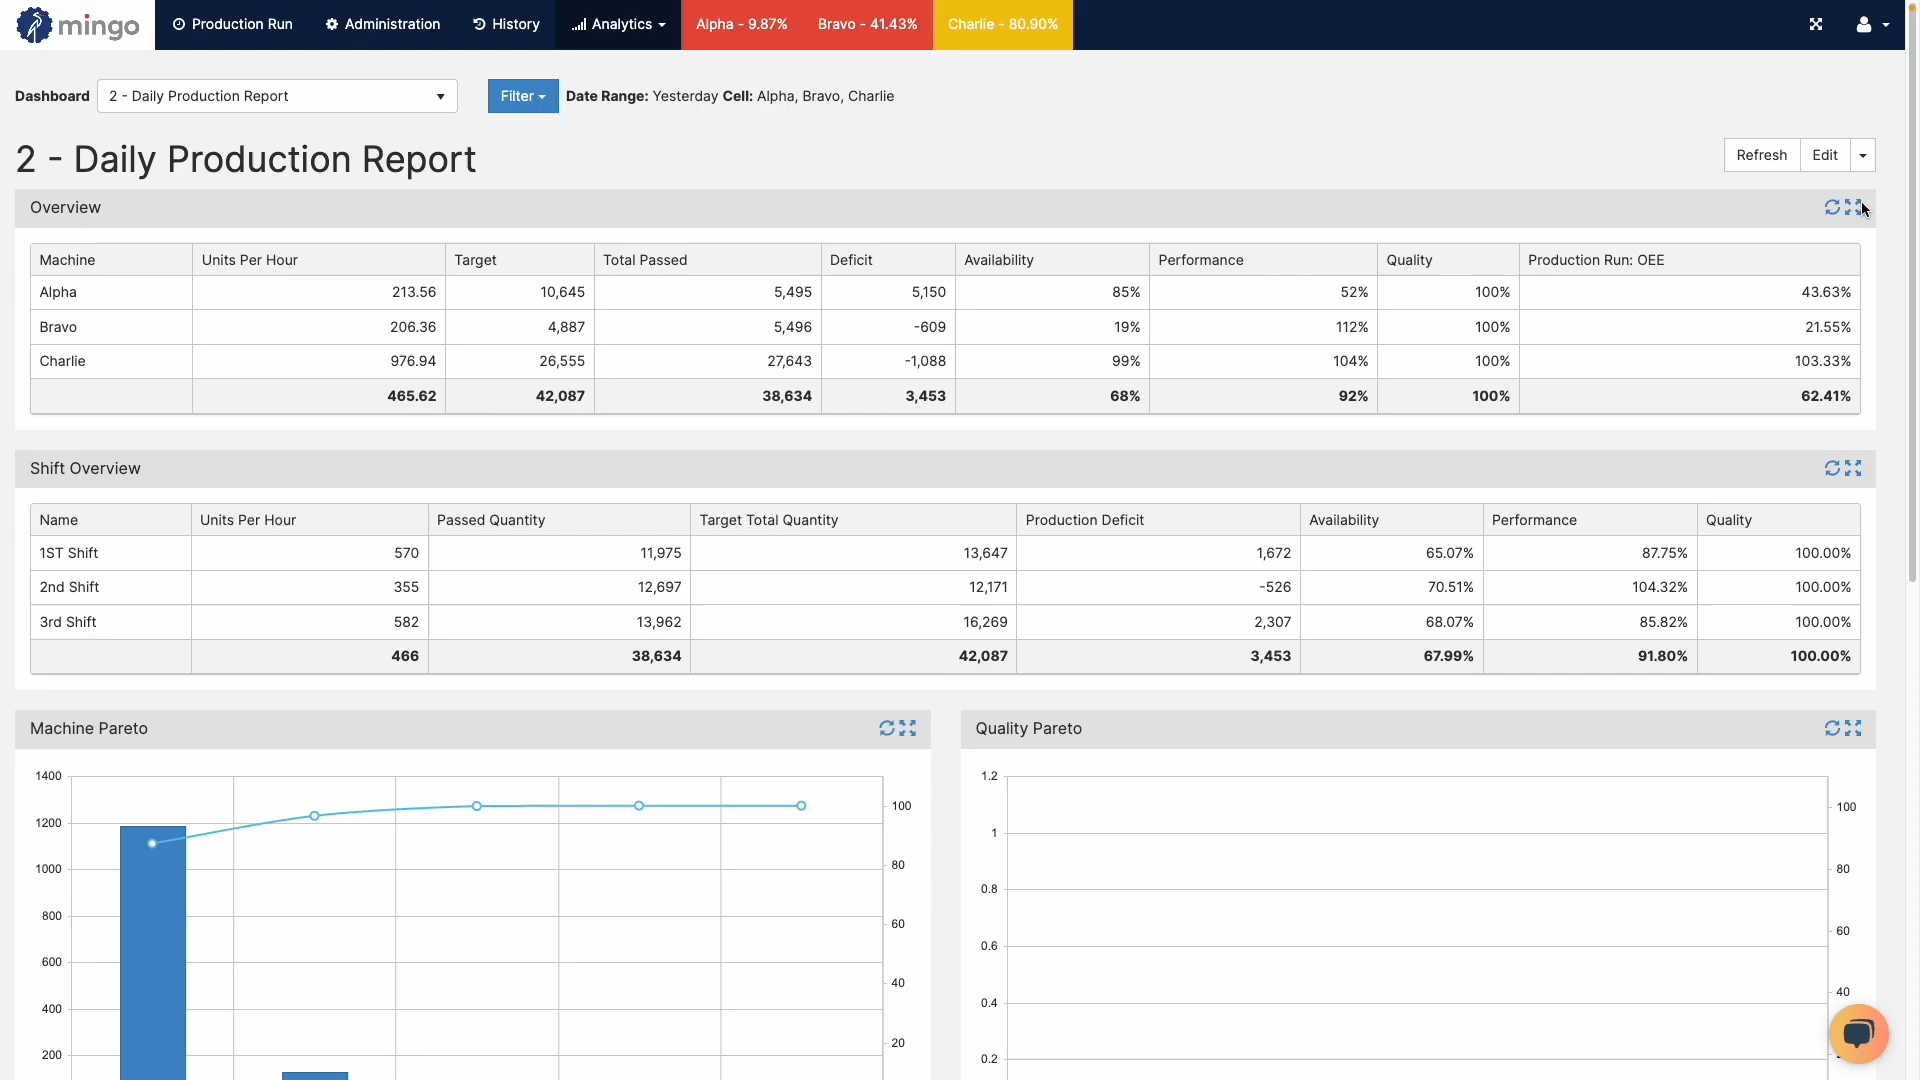 mingo Production Run Administration History Analytics Alpha - 9.87% Bravo - 41.43% Charlie - 80.90%
Dashboard 2 - Daily Production Report Filter Date Range: Yesterday Cell: Alpha, Bravo, Charlie
2 - Daily Production Report
Refresh Edit
Overview
Machine Units Per Hour Target Total Passed Deficit Availability Performance Quality Production Run: OEE
Alpha 213.56 10,645 5,495 5,150 85% 52% 100% 43.63%
Bravo 206.36 4,887 5,496 -609 19% 112% 100% 21.55%
Charlie 976.94 26,555 27,643 -1,088 99% 104% 100% 103.33%
465.62 42,087 38,634 3,453 68% 92% 100% 62.41%
Shift Overview
Name Units Per Hour Passed Quantity Target Total Quantity Production Deficit Availability Performance Quality
1ST Shift 570 11,975 13,647 1,672 65.07% 87.75% 100.00%
2nd Shift 355 12,697 12,171 -526 70.51% 104.32% 100.00%
3rd Shift 582 13,962 16,269 2,307 68.07% 85.82% 100.00%
466 38,634 42,087 3,453 67.99% 91.80% 100.00%
Machine Pareto
1400
1200
1000
800
600
400
200
100
80
60
40
20
Quality Pareto
1.2
1
0.8
0.6
0.4
0.2
100
80
60
40